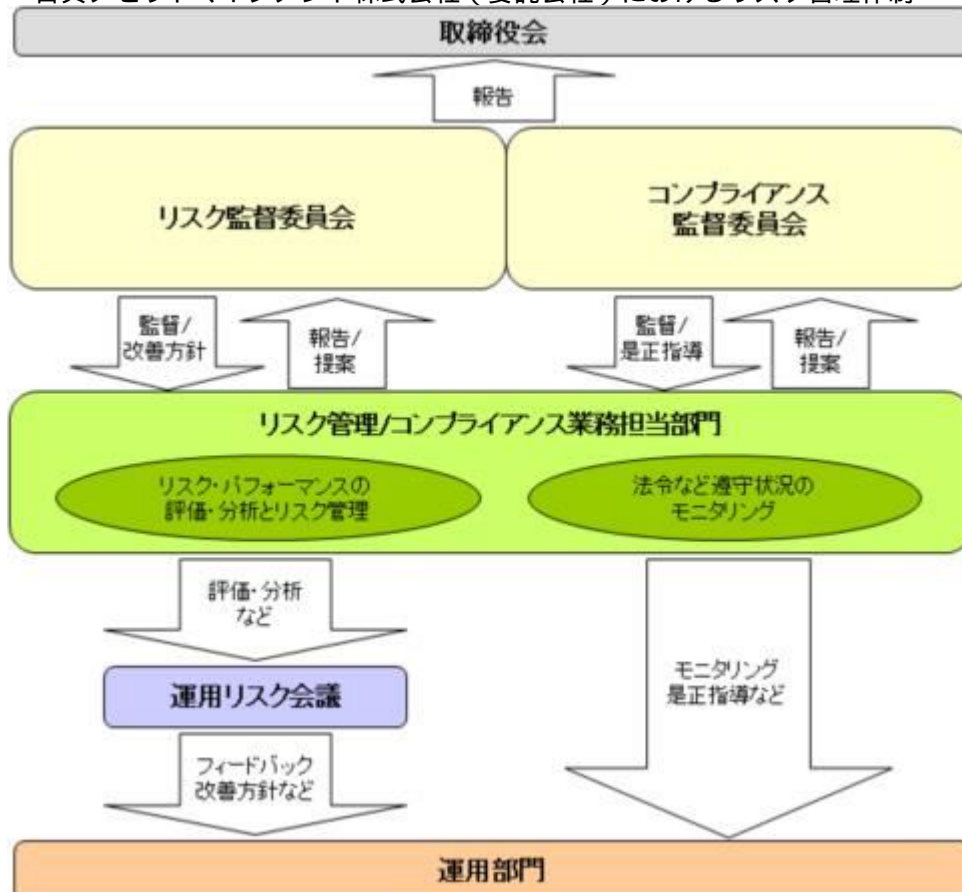 取締役会
報告
リスク監督委員会
コンプライアンス
監督委員会
監督/
改善方針
報告/
提案
監督/
是正指導
報告/
提案
リスク管理/コンプライアンス業務担当部門
リスク・パフォーマンスの
評価・分析とリスク管理
法令など遵守状況の
モニタリング
評価・分析
など
運用リスク会議
モニタリング
是正指導など
フィードバック
改善方針など
運用部門